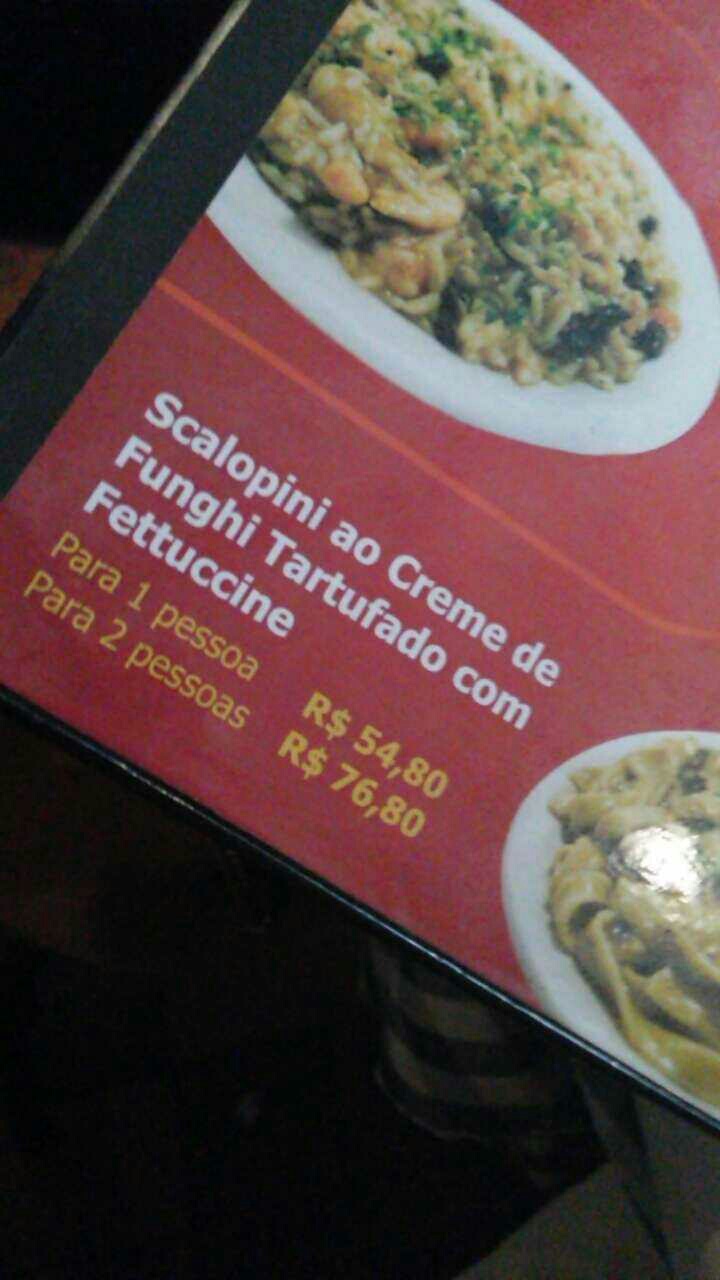 Scalopini ao Creme de
Funghi Tartufado com
Fettuccine
Para 1 pessoa R$ 54,80
Para 2 pessoas R$ 76,80